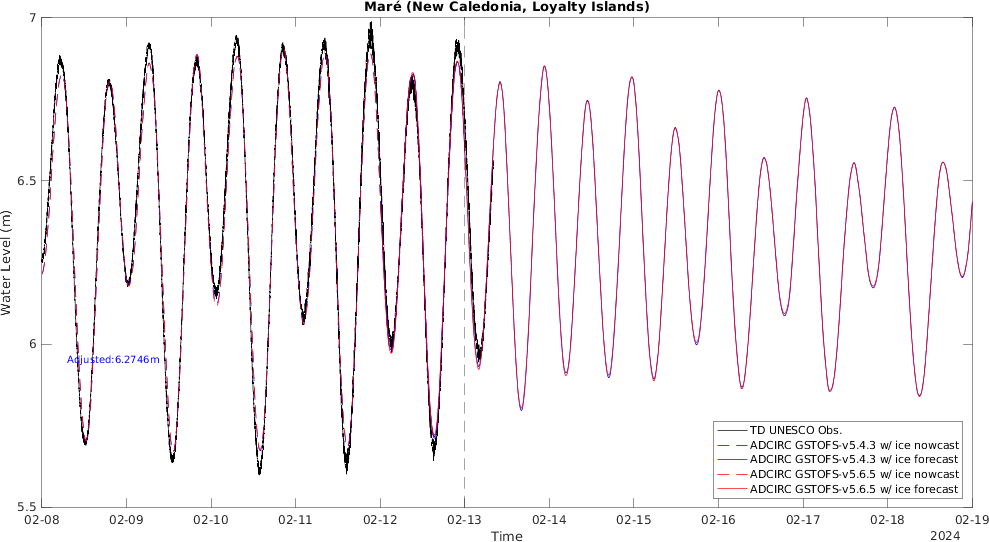 Maré (New Caledonia, Loyalty Islands)
7
6.5
6
5.5
Water Level (m)
Adjusted:6.2746m
TD UNESCO Obs.
ADCIRC GSTOFS-v5.4.3 w/ ice nowcast
ADCIRC GSTOFS-v5.4.3 w/ ice forecast
ADCIRC GSTOFS-v5.6.5 w/ ice nowcast
ADCIRC GSTOFS-v5.6.5 w/ ice forecast
02-08 02-09 02-10 02-11 02-12 02-13 02-14 02-15 02-16 02-17 02-18 02-19
Time
2024